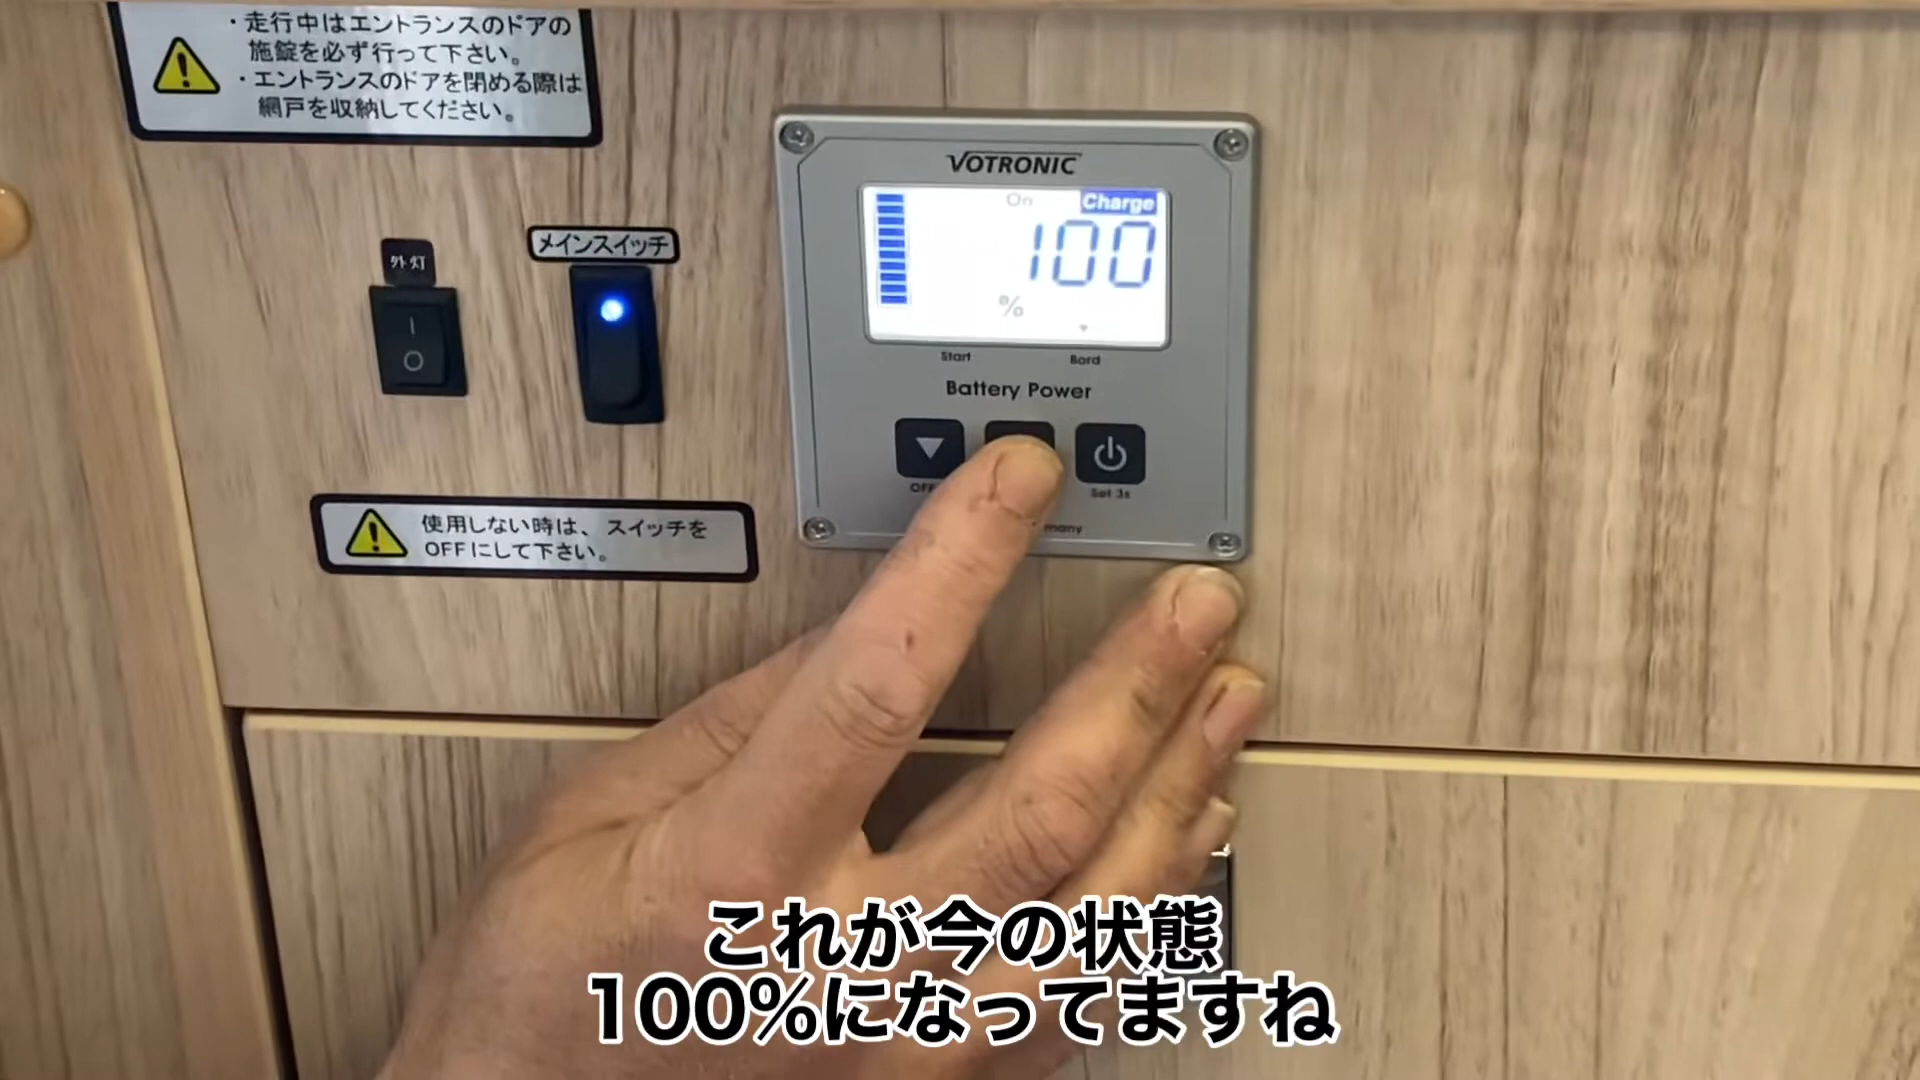 ・走行中はエントランスのドアの
施錠を必ず行って下さい。
・エントランスのドアを閉める際は
網戸を収納してください。
VOTRONIC
On Charge
100
%
Start Bord
Battery Power
外灯
メインスイッチ
Set 3s
使用しない時は、スイッチを
OFFにして下さい。
これが今の状態
100%になってますね